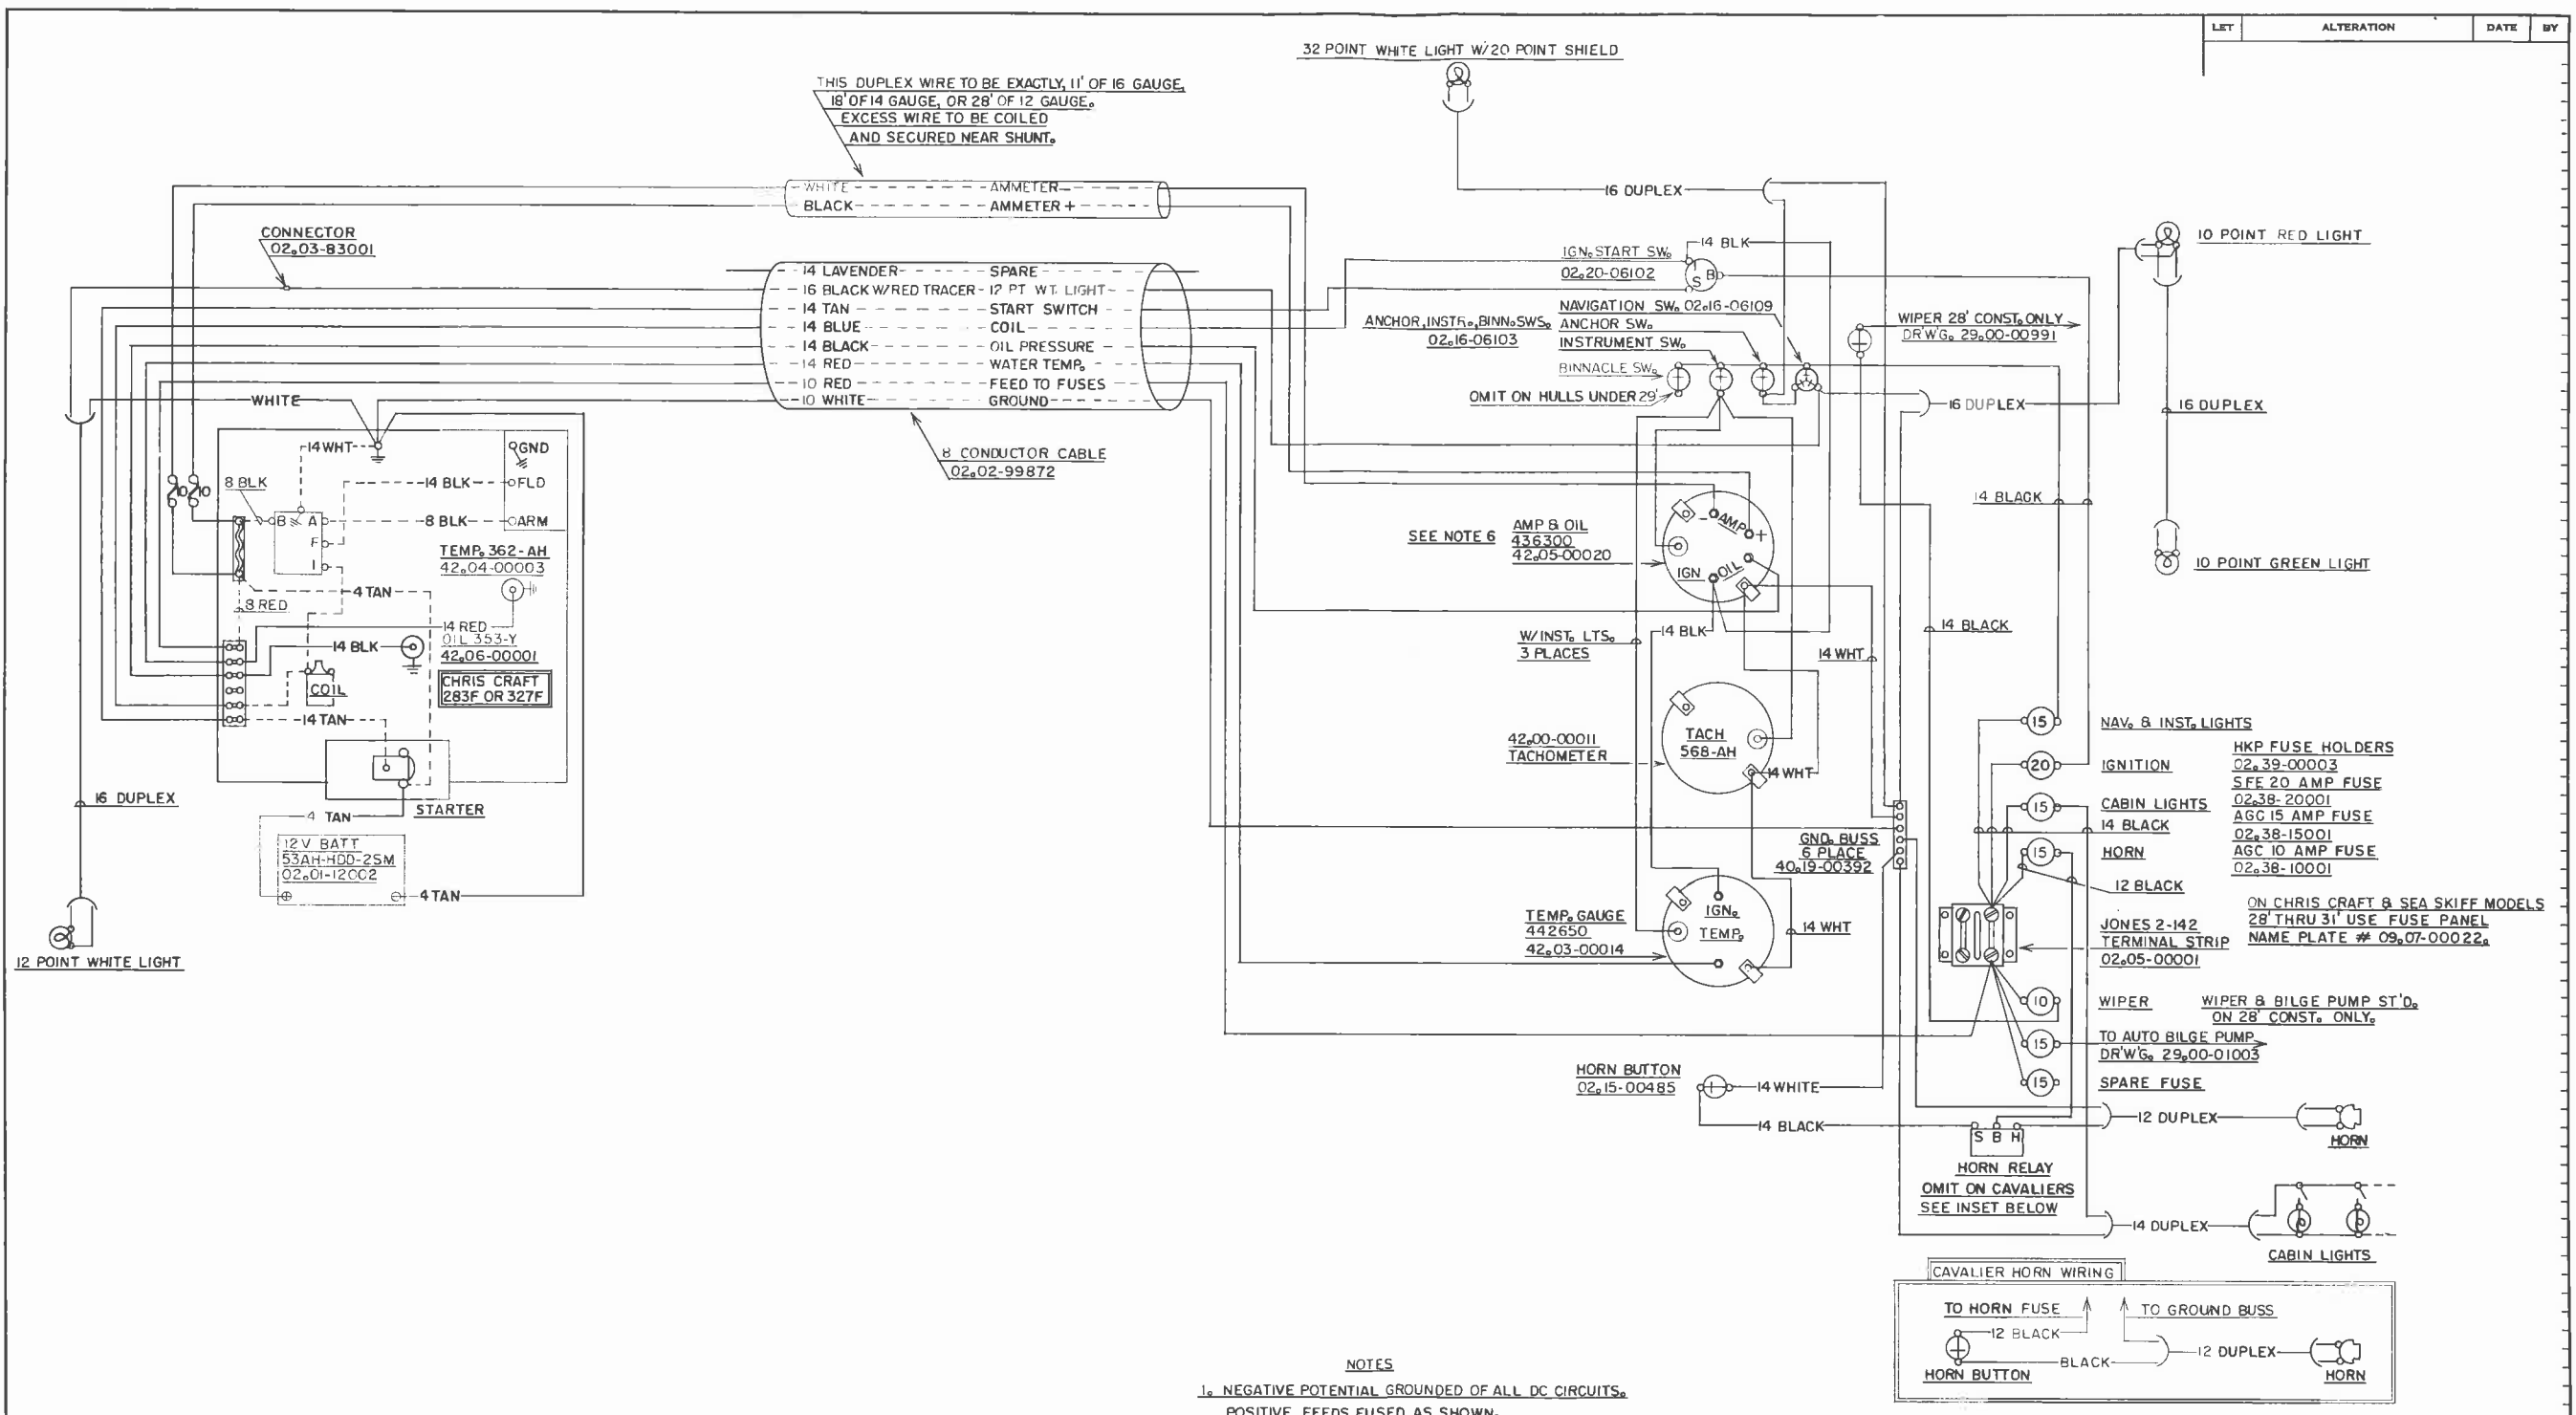 LET ALTERATION DATE BY
32 POINT WHITE LIGHT W/20 POINT SHIELD
THIS DUPLEX WIRE TO BE EXACTLY, 11' OF 16 GAUGE,
18' OF 14 GAUGE, OR 28' OF 12 GAUGE.
EXCESS WIRE TO BE COILED
AND SECURED NEAR SHUNT.
WHITE AMMETER-
BLACK AMMETER +
16 DUPLEX
CONNECTOR
02.03-83001
14 LAVENDER SPARE
16 BLACK W/RED TRACER 12 PT WT. LIGHT
14 TAN START SWITCH
14 BLUE COIL
14 BLACK OIL PRESSURE
14 RED WATER TEMP.
10 RED FEED TO FUSES
10 WHITE GROUND
8 CONDUCTOR CABLE
02.02-99872
IGN. START SW.
02.20-06102
14 BLK
I
S B
NAVIGATION SW. 02.16-06109
ANCHOR, INSTR., BINN. SWS.
02.16-06103
ANCHOR SW.
INSTRUMENT SW.
BINNACLE SW.
OMIT ON HULLS UNDER 29'
WIPER 28' CONST. ONLY
DR'W'G. 29.00-00991
10 POINT RED LIGHT
16 DUPLEX
16 DUPLEX
10 POINT GREEN LIGHT
WHITE
14 WHT
GND
8 BLK
14 BLK
FLD
10 10
B A
8 BLK
ARM
F
I
TEMP. 362-AH
42.04-00003
4 TAN
8 RED
14 RED
OIL 353-Y
42.06-00001
14 BLK
COIL
CHRIS CRAFT
283F OR 327F
14 TAN
STARTER
4 TAN
12V BATT
53AH-HDD-2SM
02.01-12002
4 TAN
16 DUPLEX
12 POINT WHITE LIGHT
SEE NOTE 6
AMP & OIL
436300
42.05-00020
- AMP +
IGN OIL
W/INST. LTS.
3 PLACES
14 BLK
14 WHT
14 BLACK
14 BLACK
42.00-00011
TACHOMETER
TACH
568-AH
14 WHT
GND. BUSS
6 PLACE
40.19-00392
TEMP. GAUGE
442650
42.03-00014
IGN.
TEMP.
14 WHT
15 NAV. & INST. LIGHTS
20 IGNITION
15 CABIN LIGHTS
14 BLACK
15 HORN
12 BLACK
HKP FUSE HOLDERS
02.39-00003
SFE 20 AMP FUSE
02.38-20001
AGC 15 AMP FUSE
02.38-15001
AGC 10 AMP FUSE
02.38-10001
ON CHRIS CRAFT & SEA SKIFF MODELS
28' THRU 31' USE FUSE PANEL
NAME PLATE # 09.07-00022.
JONES 2-142
TERMINAL STRIP
02.05-00001
10 WIPER
WIPER & BILGE PUMP ST'D.
ON 28' CONST. ONLY.
15 TO AUTO BILGE PUMP
DR'W'G. 29.00-01003
15 SPARE FUSE
HORN BUTTON
02.15-00485
14 WHITE
14 BLACK
S B H
HORN RELAY
OMIT ON CAVALIERS
SEE INSET BELOW
12 DUPLEX
HORN
14 DUPLEX
CABIN LIGHTS
CAVALIER HORN WIRING
TO HORN FUSE
TO GROUND BUSS
12 BLACK
BLACK
12 DUPLEX
HORN BUTTON
HORN
NOTES
1. NEGATIVE POTENTIAL GROUNDED OF ALL DC CIRCUITS.
POSITIVE FEEDS FUSED AS SHOWN.